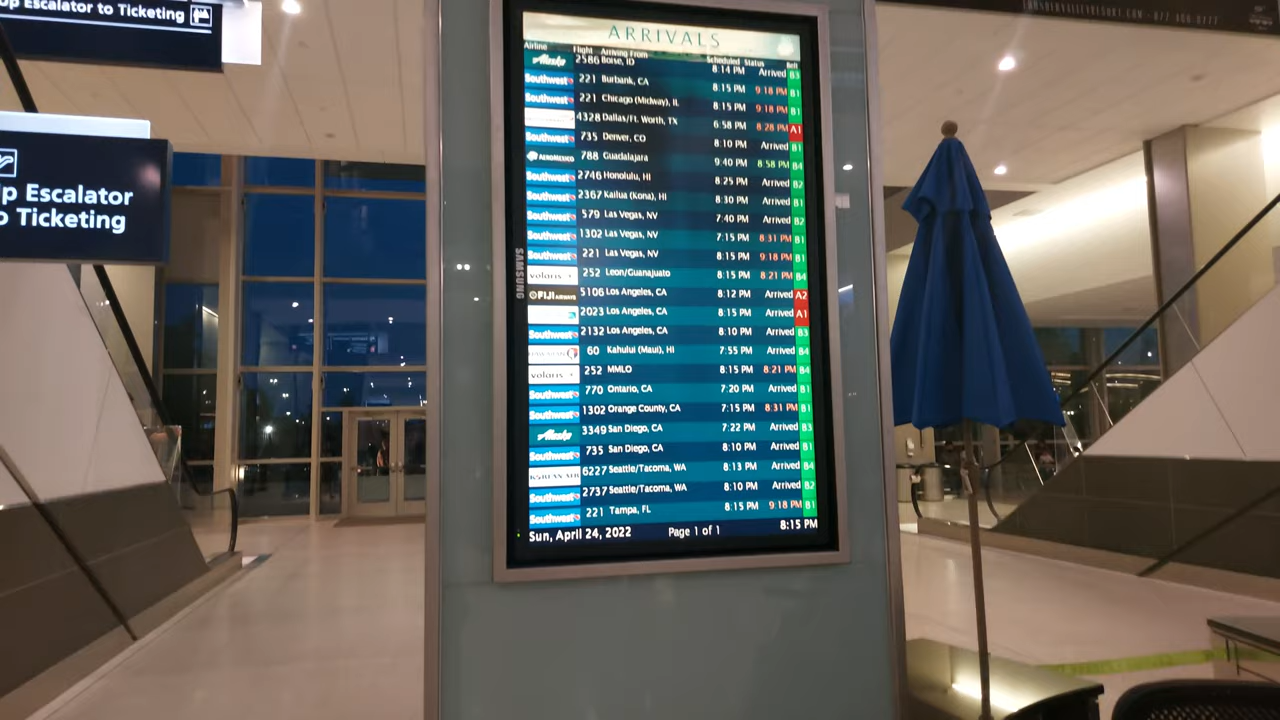 Up Escalator to Ticketing
Up Escalator
to Ticketing
ARRIVALS
Airline Flight Arriving From Scheduled Status Belt
Alaska 2586 Boise, ID 8:14 PM Arrived B3
Southwest 221 Burbank, CA 8:15 PM 9:18 PM B1
Southwest 221 Chicago (Midway), IL 8:15 PM 9:18 PM B1
4328 Dallas/Ft. Worth, TX 6:58 PM 8:28 PM A1
Southwest 735 Denver, CO 8:10 PM Arrived B1
AEROMEXICO 788 Guadalajara 9:40 PM 8:58 PM B4
Southwest 2746 Honolulu, HI 8:25 PM Arrived B2
Southwest 2367 Kailua (Kona), HI 8:30 PM Arrived B1
Southwest 579 Las Vegas, NV 7:40 PM Arrived B2
Southwest 1302 Las Vegas, NV 7:15 PM 8:31 PM B1
Southwest 221 Las Vegas, NV 8:15 PM 9:18 PM B1
volaris 252 Leon/Guanajuato 8:15 PM 8:21 PM B4
FIJI AIRWAYS 5106 Los Angeles, CA 8:12 PM Arrived A2
2023 Los Angeles, CA 8:15 PM Arrived A1
Southwest 2132 Los Angeles, CA 8:10 PM Arrived B3
HAWAIIAN 60 Kahului (Maui), HI 7:55 PM Arrived B4
volaris 252 MMLO 8:15 PM 8:21 PM B4
Southwest 770 Ontario, CA 7:20 PM Arrived B1
Southwest 1302 Orange County, CA 7:15 PM 8:31 PM B1
Alaska 3349 San Diego, CA 7:22 PM Arrived B3
Southwest 735 San Diego, CA 8:10 PM Arrived B1
6227 Seattle/Tacoma, WA 8:13 PM Arrived B4
Southwest 2737 Seattle/Tacoma, WA 8:10 PM Arrived B2
Southwest 221 Tampa, FL 8:15 PM 9:18 PM B1
Sun, April 24, 2022 Page 1 of 1 8:15 PM
SAMSUNG